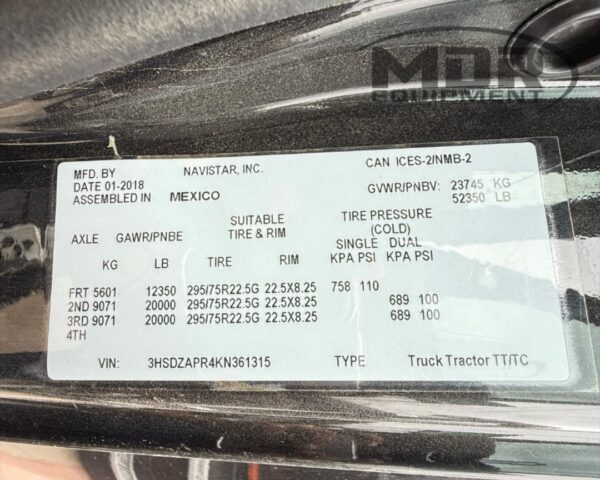 MDR
EQUIPMENT
MFD. BY NAVISTAR, INC. CAN ICES-2/NMB-2
DATE 01-2018 GVWR/PNBV: 23745 KG
ASSEMBLED IN MEXICO 52350 LB
SUITABLE TIRE PRESSURE
AXLE GAWR/PNBE TIRE & RIM (COLD)
SINGLE DUAL
KG LB TIRE RIM KPA PSI KPA PSI
FRT 5601 12350 295/75R22.5G 22.5X8.25 758 110
2ND 9071 20000 295/75R22.5G 22.5X8.25 689 100
3RD 9071 20000 295/75R22.5G 22.5X8.25 689 100
4TH
VIN: 3HSDZAPR4KN361315 TYPE Truck Tractor TT/TC